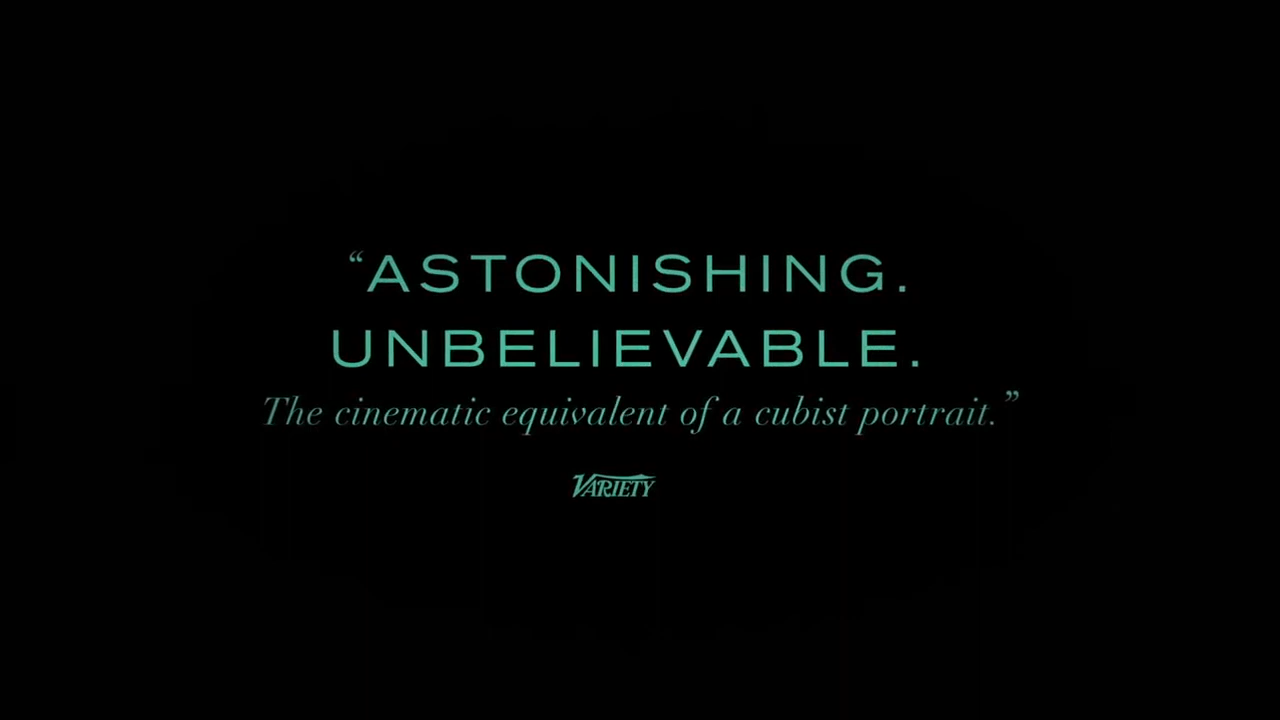 “ASTONISHING.
UNBELIEVABLE.
The cinematic equivalent of a cubist portrait.”
VARIETY